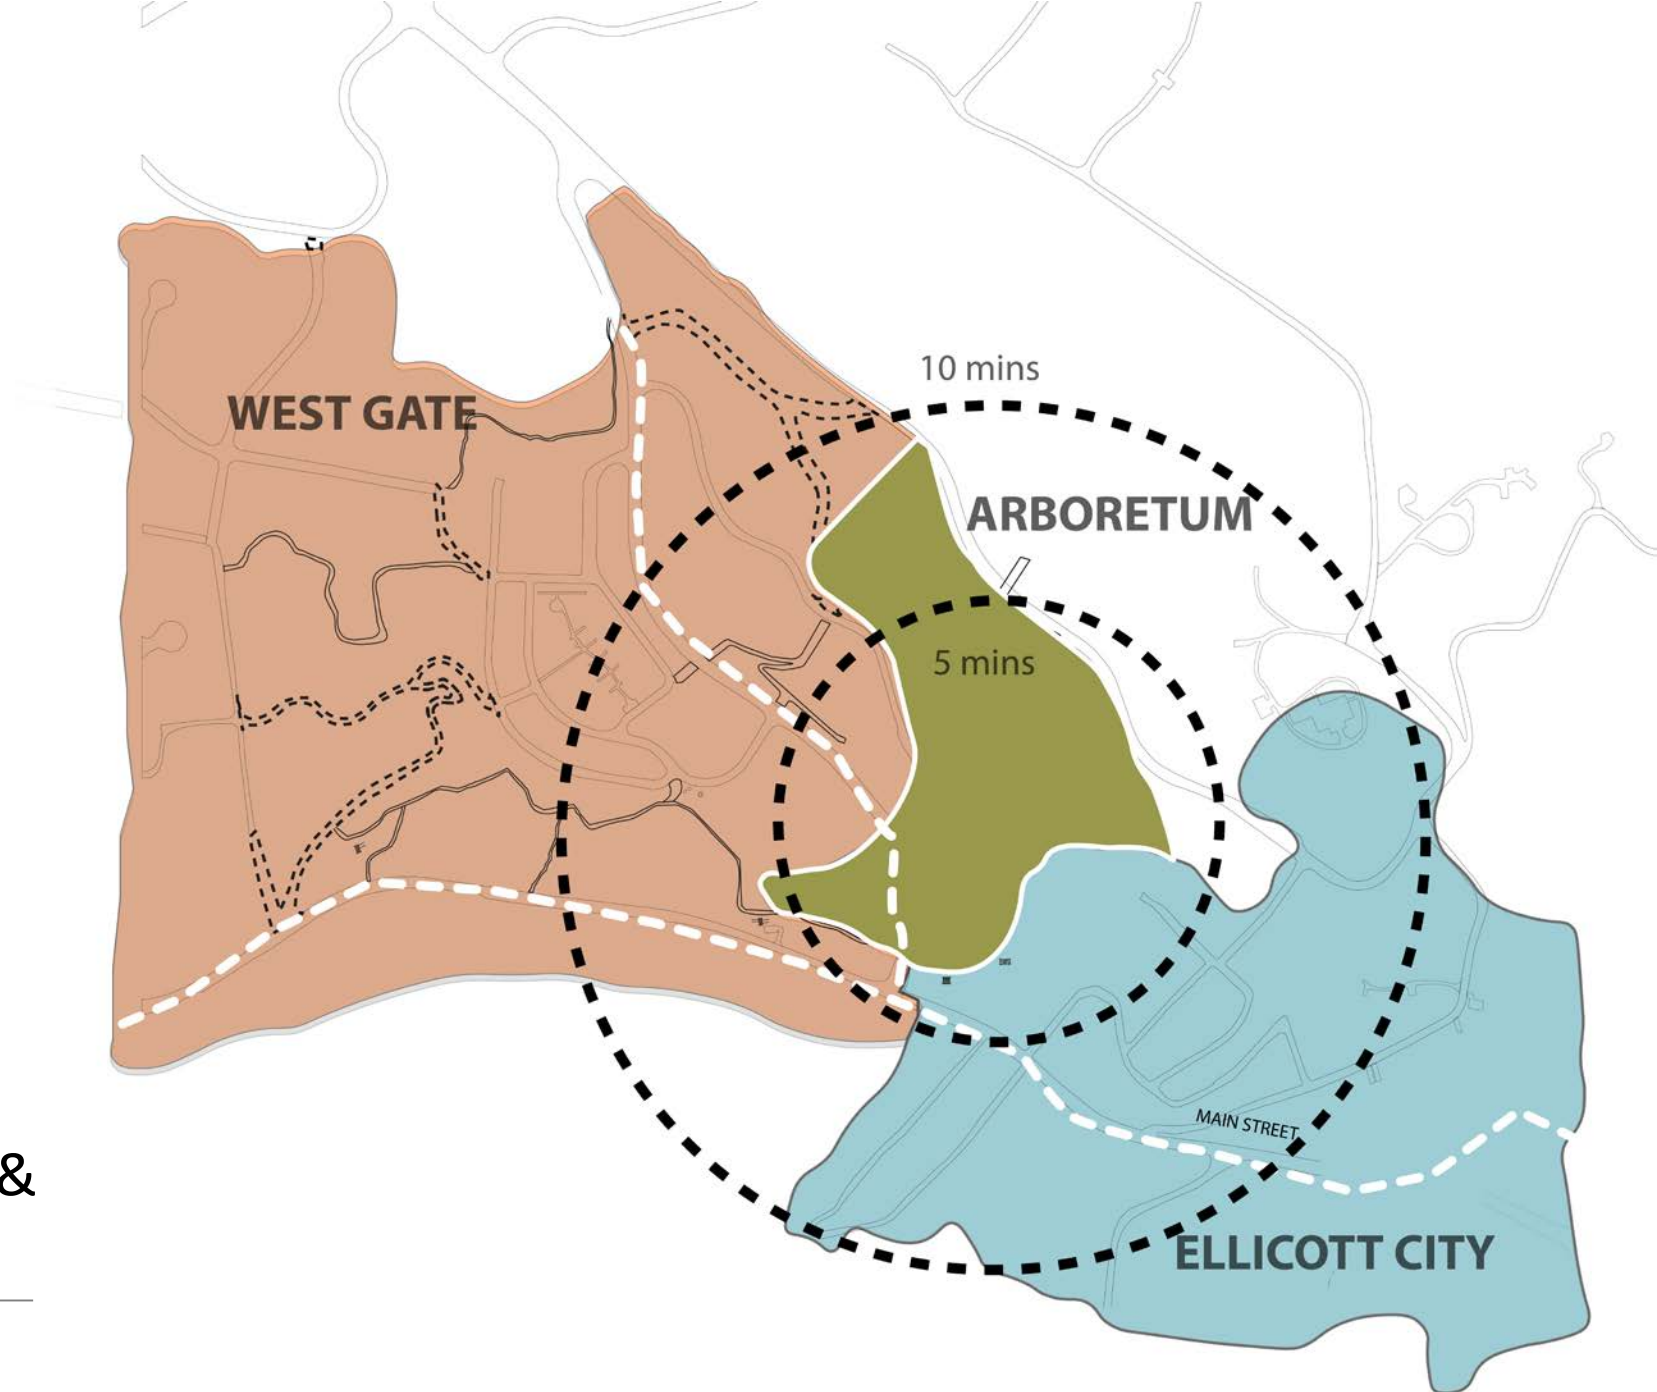 10 mins
WEST GATE
ARBORETUM
5 mins
MAIN STREET
&
ELLICOTT CITY